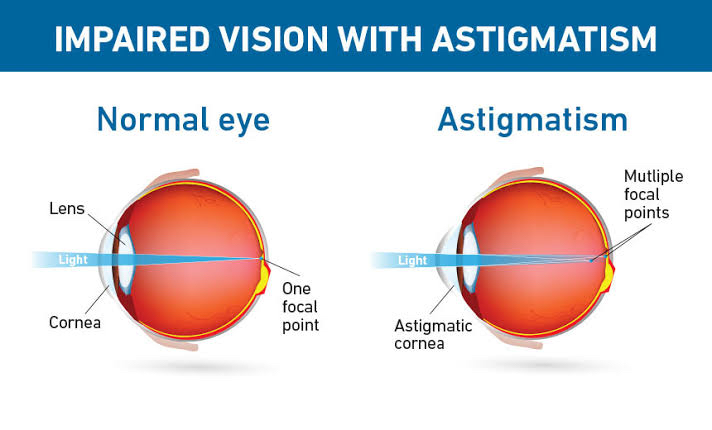 IMPAIRED VISION WITH ASTIGMATISM
Normal eye
Lens
Light
Cornea
One
focal
point
Astigmatism
Mutliple
focal
points
Light
Astigmatic
cornea